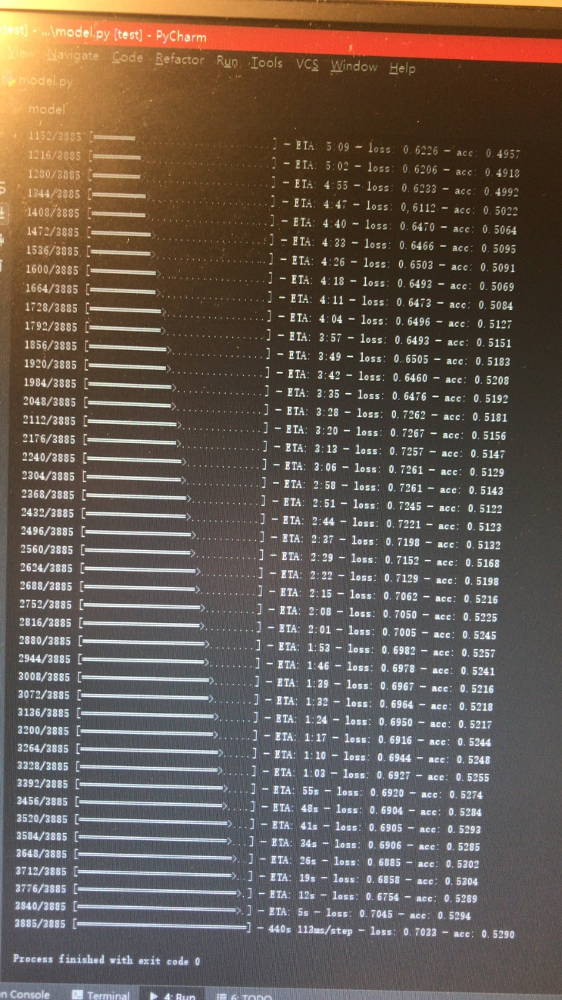 test] - ...\model.py [test] - PyCharm
View Navigate Code Refactor Run Tools VCS Window Help
model.py
model
1152/3885 [========>.....................] - ETA: 5:09 - loss: 0.6226 - acc: 0.4957
1216/3885 [========>.....................] - ETA: 5:02 - loss: 0.6206 - acc: 0.4918
1280/3885 [========>.....................] - ETA: 4:55 - loss: 0.6233 - acc: 0.4992
1344/3885 [=========>....................] - ETA: 4:47 - loss: 0.6112 - acc: 0.5022
1408/3885 [=========>....................] - ETA: 4:40 - loss: 0.6470 - acc: 0.5064
1472/3885 [==========>...................] - ETA: 4:33 - loss: 0.6466 - acc: 0.5095
1536/3885 [==========>...................] - ETA: 4:26 - loss: 0.6503 - acc: 0.5091
1600/3885 [===========>..................] - ETA: 4:18 - loss: 0.6493 - acc: 0.5069
1664/3885 [===========>..................] - ETA: 4:11 - loss: 0.6473 - acc: 0.5084
1728/3885 [============>.................] - ETA: 4:04 - loss: 0.6496 - acc: 0.5127
1792/3885 [============>.................] - ETA: 3:57 - loss: 0.6493 - acc: 0.5151
1856/3885 [=============>................] - ETA: 3:49 - loss: 0.6505 - acc: 0.5183
1920/3885 [=============>................] - ETA: 3:42 - loss: 0.6460 - acc: 0.5208
1984/3885 [==============>...............] - ETA: 3:35 - loss: 0.6476 - acc: 0.5192
2048/3885 [==============>...............] - ETA: 3:28 - loss: 0.7262 - acc: 0.5181
2112/3885 [===============>..............] - ETA: 3:20 - loss: 0.7267 - acc: 0.5156
2176/3885 [===============>..............] - ETA: 3:13 - loss: 0.7257 - acc: 0.5147
2240/3885 [================>.............] - ETA: 3:06 - loss: 0.7261 - acc: 0.5129
2304/3885 [================>.............] - ETA: 2:58 - loss: 0.7261 - acc: 0.5143
2368/3885 [=================>............] - ETA: 2:51 - loss: 0.7245 - acc: 0.5122
2432/3885 [=================>............] - ETA: 2:44 - loss: 0.7221 - acc: 0.5123
2496/3885 [==================>...........] - ETA: 2:37 - loss: 0.7198 - acc: 0.5132
2560/3885 [==================>...........] - ETA: 2:29 - loss: 0.7152 - acc: 0.5168
2624/3885 [===================>..........] - ETA: 2:22 - loss: 0.7129 - acc: 0.5198
2688/3885 [===================>..........] - ETA: 2:15 - loss: 0.7062 - acc: 0.5216
2752/3885 [====================>.........] - ETA: 2:08 - loss: 0.7050 - acc: 0.5225
2816/3885 [====================>.........] - ETA: 2:01 - loss: 0.7005 - acc: 0.5245
2880/3885 [=====================>........] - ETA: 1:53 - loss: 0.6982 - acc: 0.5257
2944/3885 [=====================>........] - ETA: 1:46 - loss: 0.6978 - acc: 0.5241
3008/3885 [======================>.......] - ETA: 1:39 - loss: 0.6967 - acc: 0.5216
3072/3885 [======================>.......] - ETA: 1:32 - loss: 0.6964 - acc: 0.5218
3136/3885 [=======================>......] - ETA: 1:24 - loss: 0.6950 - acc: 0.5217
3200/3885 [=======================>......] - ETA: 1:17 - loss: 0.6916 - acc: 0.5244
3264/3885 [========================>.....] - ETA: 1:10 - loss: 0.6944 - acc: 0.5248
3328/3885 [========================>.....] - ETA: 1:03 - loss: 0.6927 - acc: 0.5255
3392/3885 [=========================>....] - ETA: 55s - loss: 0.6920 - acc: 0.5274
3456/3885 [=========================>....] - ETA: 48s - loss: 0.6904 - acc: 0.5284
3520/3885 [==========================>...] - ETA: 41s - loss: 0.6905 - acc: 0.5293
3584/3885 [==========================>...] - ETA: 34s - loss: 0.6906 - acc: 0.5285
3648/3885 [===========================>..] - ETA: 26s - loss: 0.6885 - acc: 0.5302
3712/3885 [===========================>..] - ETA: 19s - loss: 0.6858 - acc: 0.5304
3776/3885 [============================>.] - ETA: 12s - loss: 0.6754 - acc: 0.5289
3840/3885 [============================>.] - ETA: 5s - loss: 0.7045 - acc: 0.5294
3885/3885 [==============================] - 440s 113ms/step - loss: 0.7033 - acc: 0.5290
Process finished with exit code 0
n Console Terminal 4: Run 6: TODO